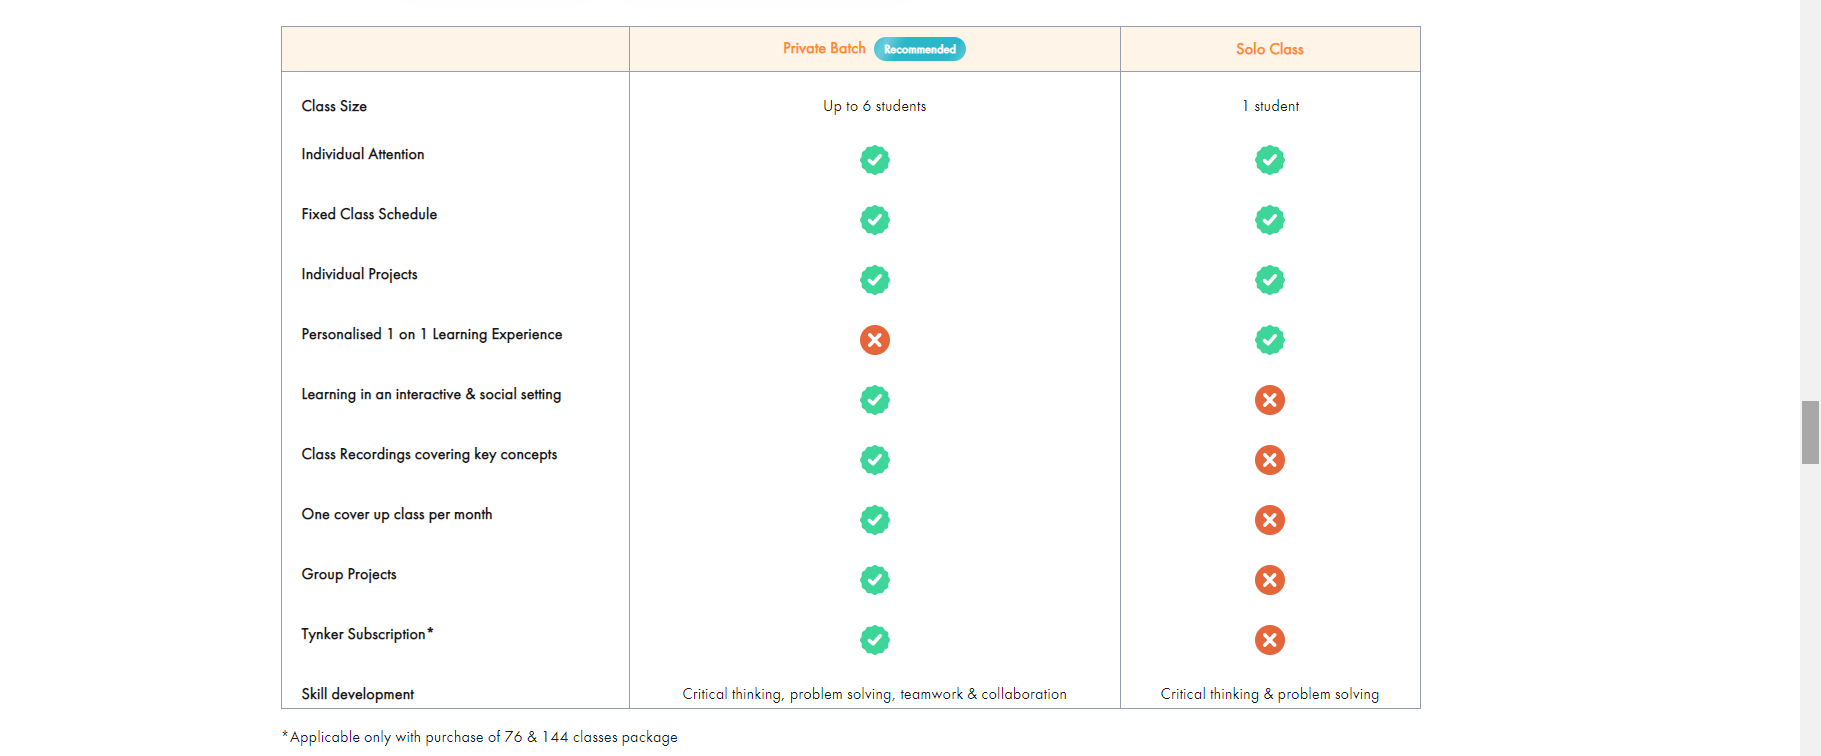 Private Batch Recommended Solo Class
Class Size Up to 6 students 1 student
Individual Attention
Fixed Class Schedule
Individual Projects
Personalised 1 on 1 Learning Experience
Learning in an interactive & social setting
Class Recordings covering key concepts
One cover up class per month
Group Projects
Tynker Subscription*
Skill development Critical thinking, problem solving, teamwork & collaboration Critical thinking & problem solving
*Applicable only with purchase of 76 & 144 classes package